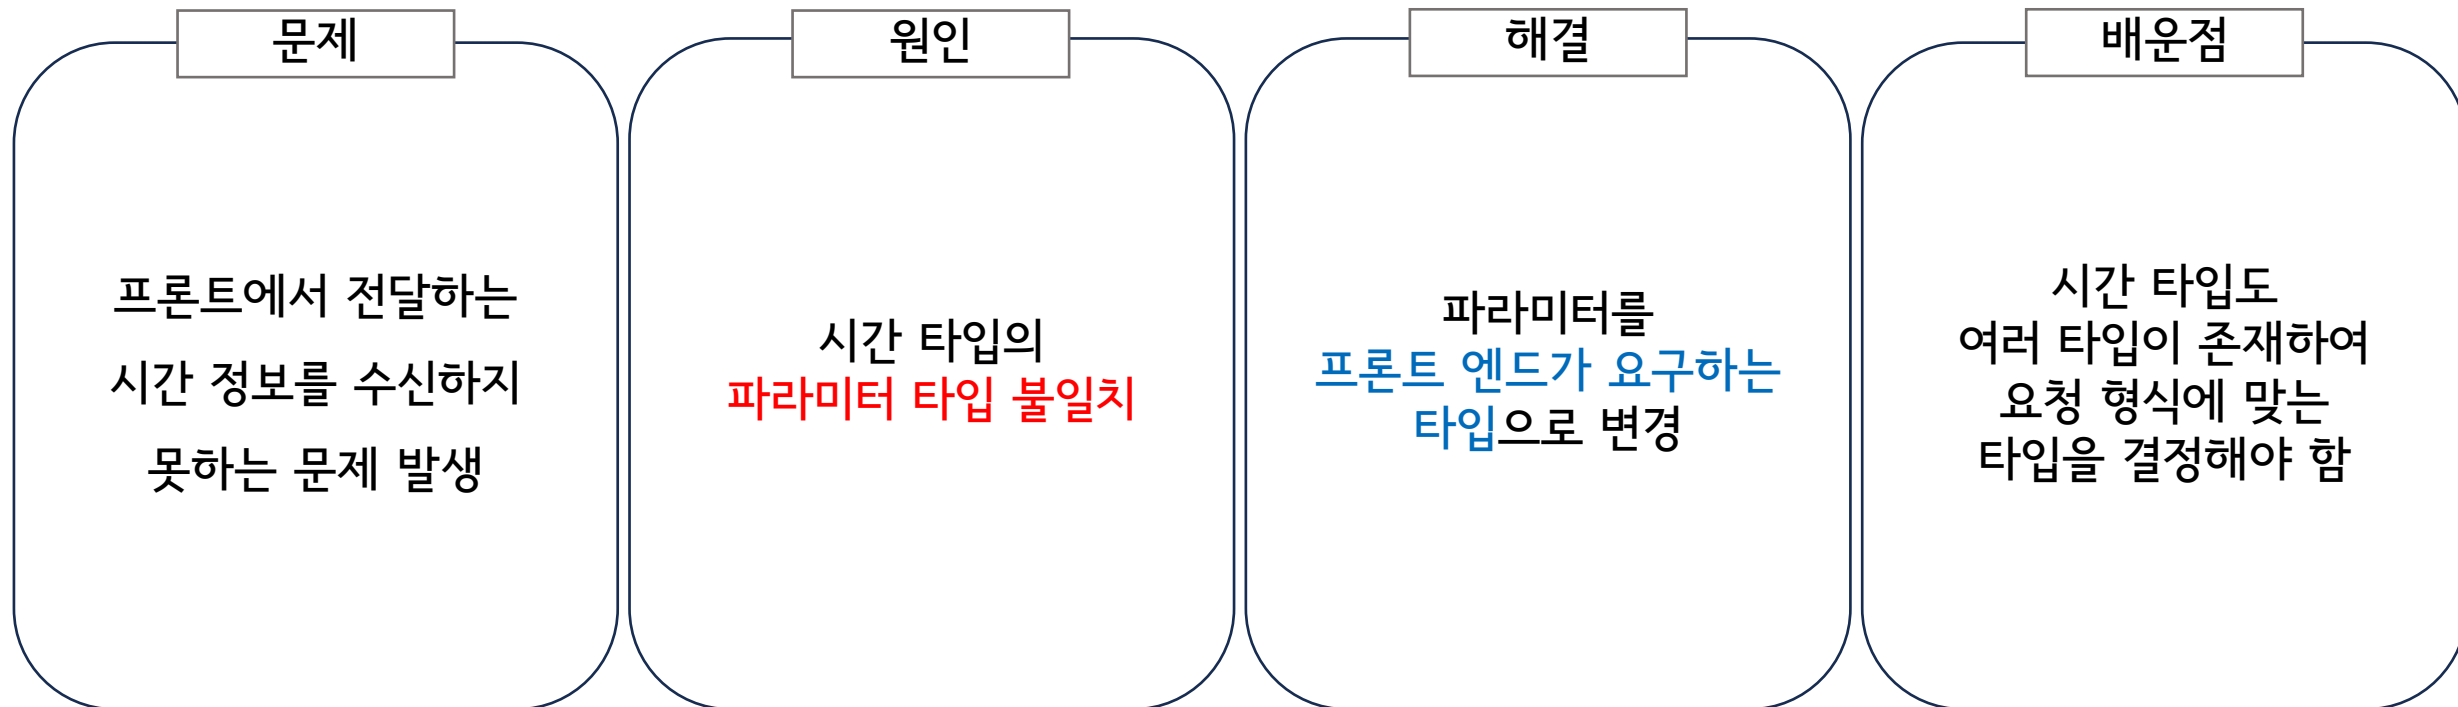 문제
프론트에서 전달하는
시간 정보를 수신하지
못하는 문제 발생
원인
시간 타입의
파라미터 타입 불일치
해결
파라미터를
프론트 엔드가 요구하는
타입으로 변경
배운점
시간 타입도
여러 타입이 존재하여
요청 형식에 맞는
타입을 결정해야 함